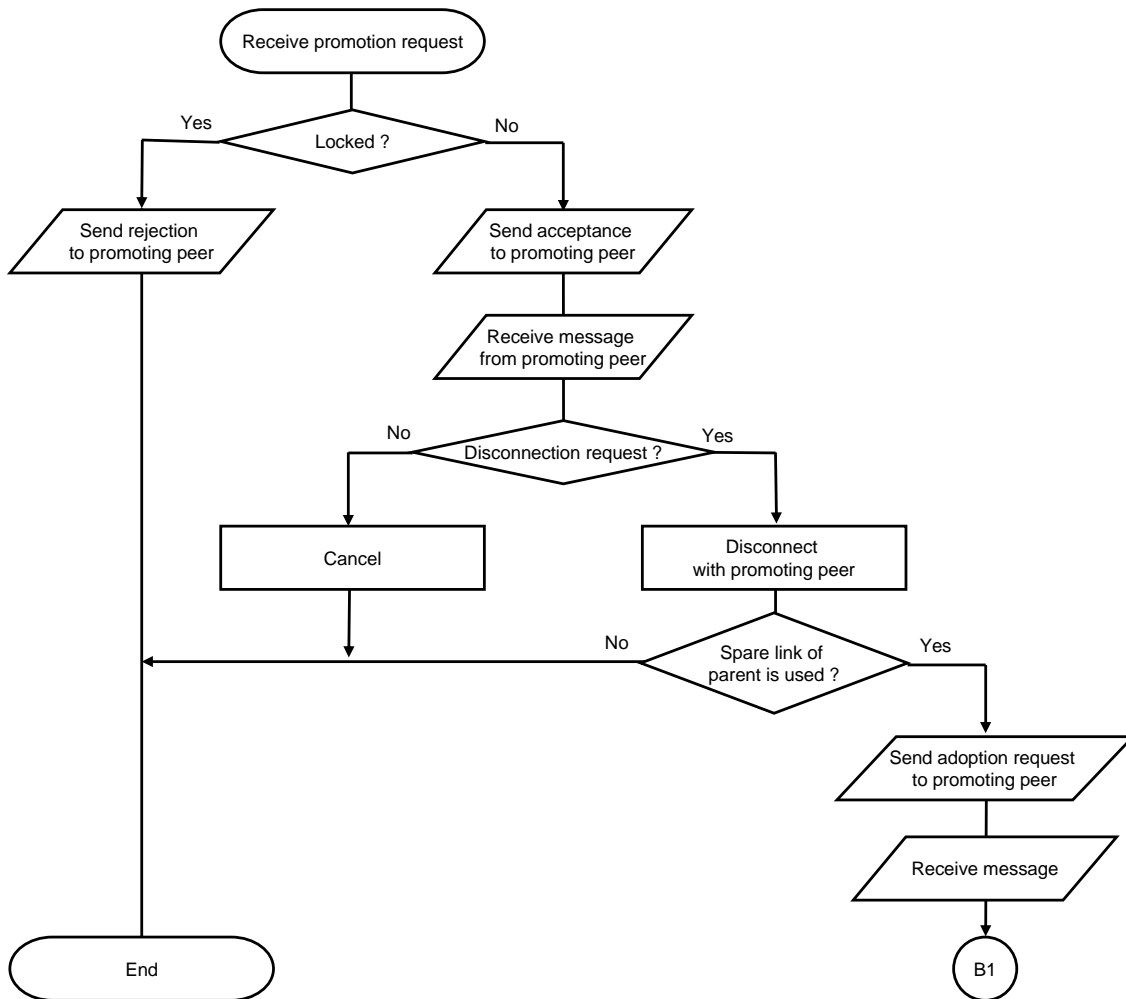 Receive promotion request
Yes
No
Locked ?
Send rejection
to promoting peer
Send acceptance
to promoting peer
Receive message
from promoting peer
No
Yes
Disconnection request ?
Cancel
Disconnect
with promoting peer
No
Yes
Spare link of
parent is used ?
Send adoption request
to promoting peer
Receive message
End
B1